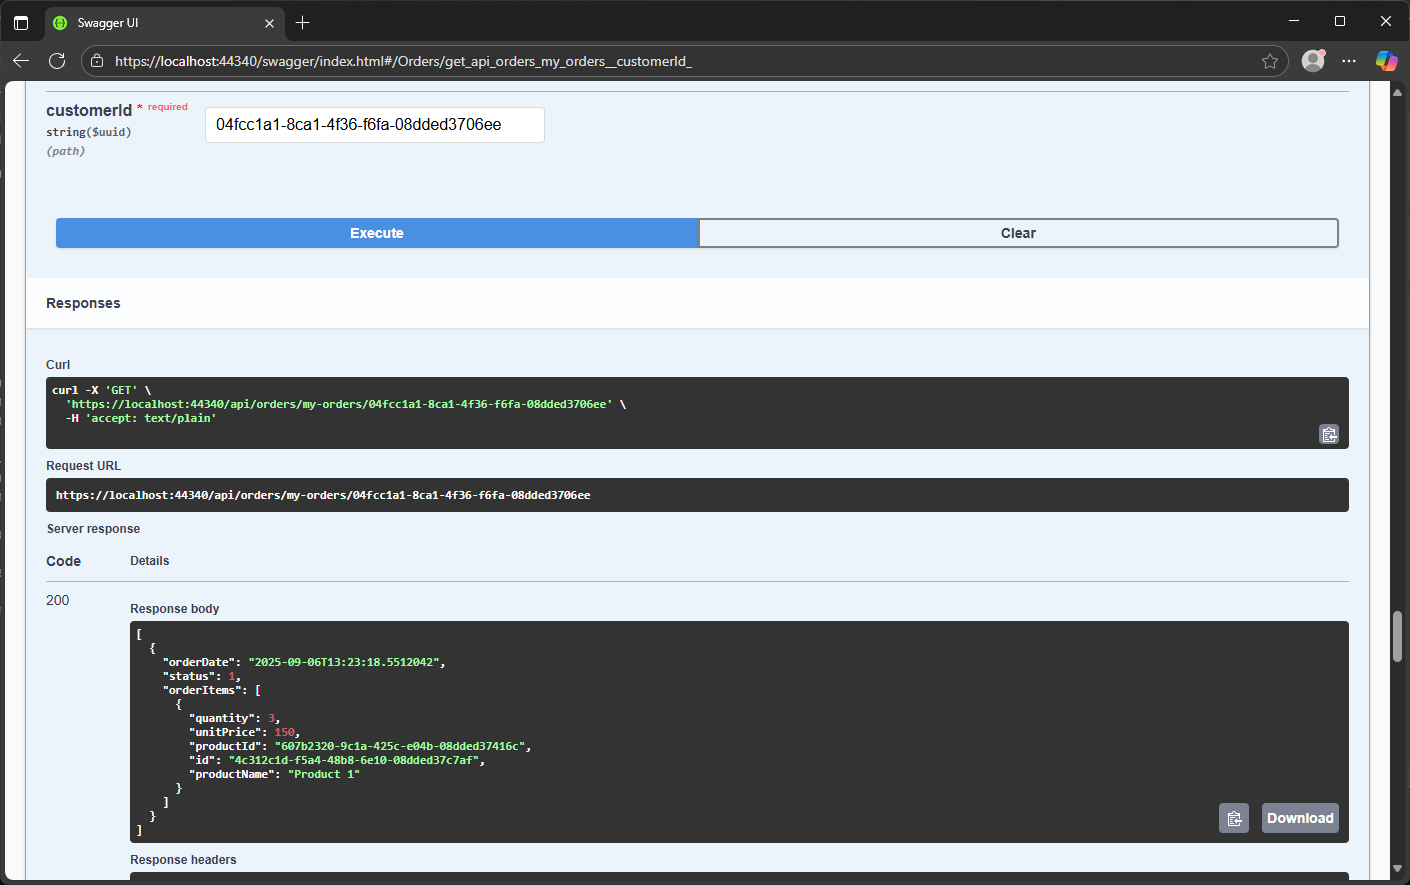 Swagger UI
https://localhost:44340/swagger/index.html#/Orders/get_api_orders_my_orders__customerId_
customerId * required
string($uuid)
(path)
04fcc1a1-8ca1-4f36-f6fa-08dded3706ee
Execute
Clear
Responses
Curl
curl -X 'GET' \
'https://localhost:44340/api/orders/my-orders/04fcc1a1-8ca1-4f36-f6fa-08dded3706ee' \
-H 'accept: text/plain'
Request URL
https://localhost:44340/api/orders/my-orders/04fcc1a1-8ca1-4f36-f6fa-08dded3706ee
Server response
Code Details
200
Response body
[
{
"orderDate": "2025-09-06T13:23:18.5512042",
"status": 1,
"orderItems": [
{
"quantity": 3,
"unitPrice": 150,
"productId": "607b2320-9c1a-425c-e04b-08dded37416c",
"id": "4c312c1d-f5a4-48b8-6e10-08dded37c7af",
"productName": "Product 1"
}
]
}
]
Download
Response headers